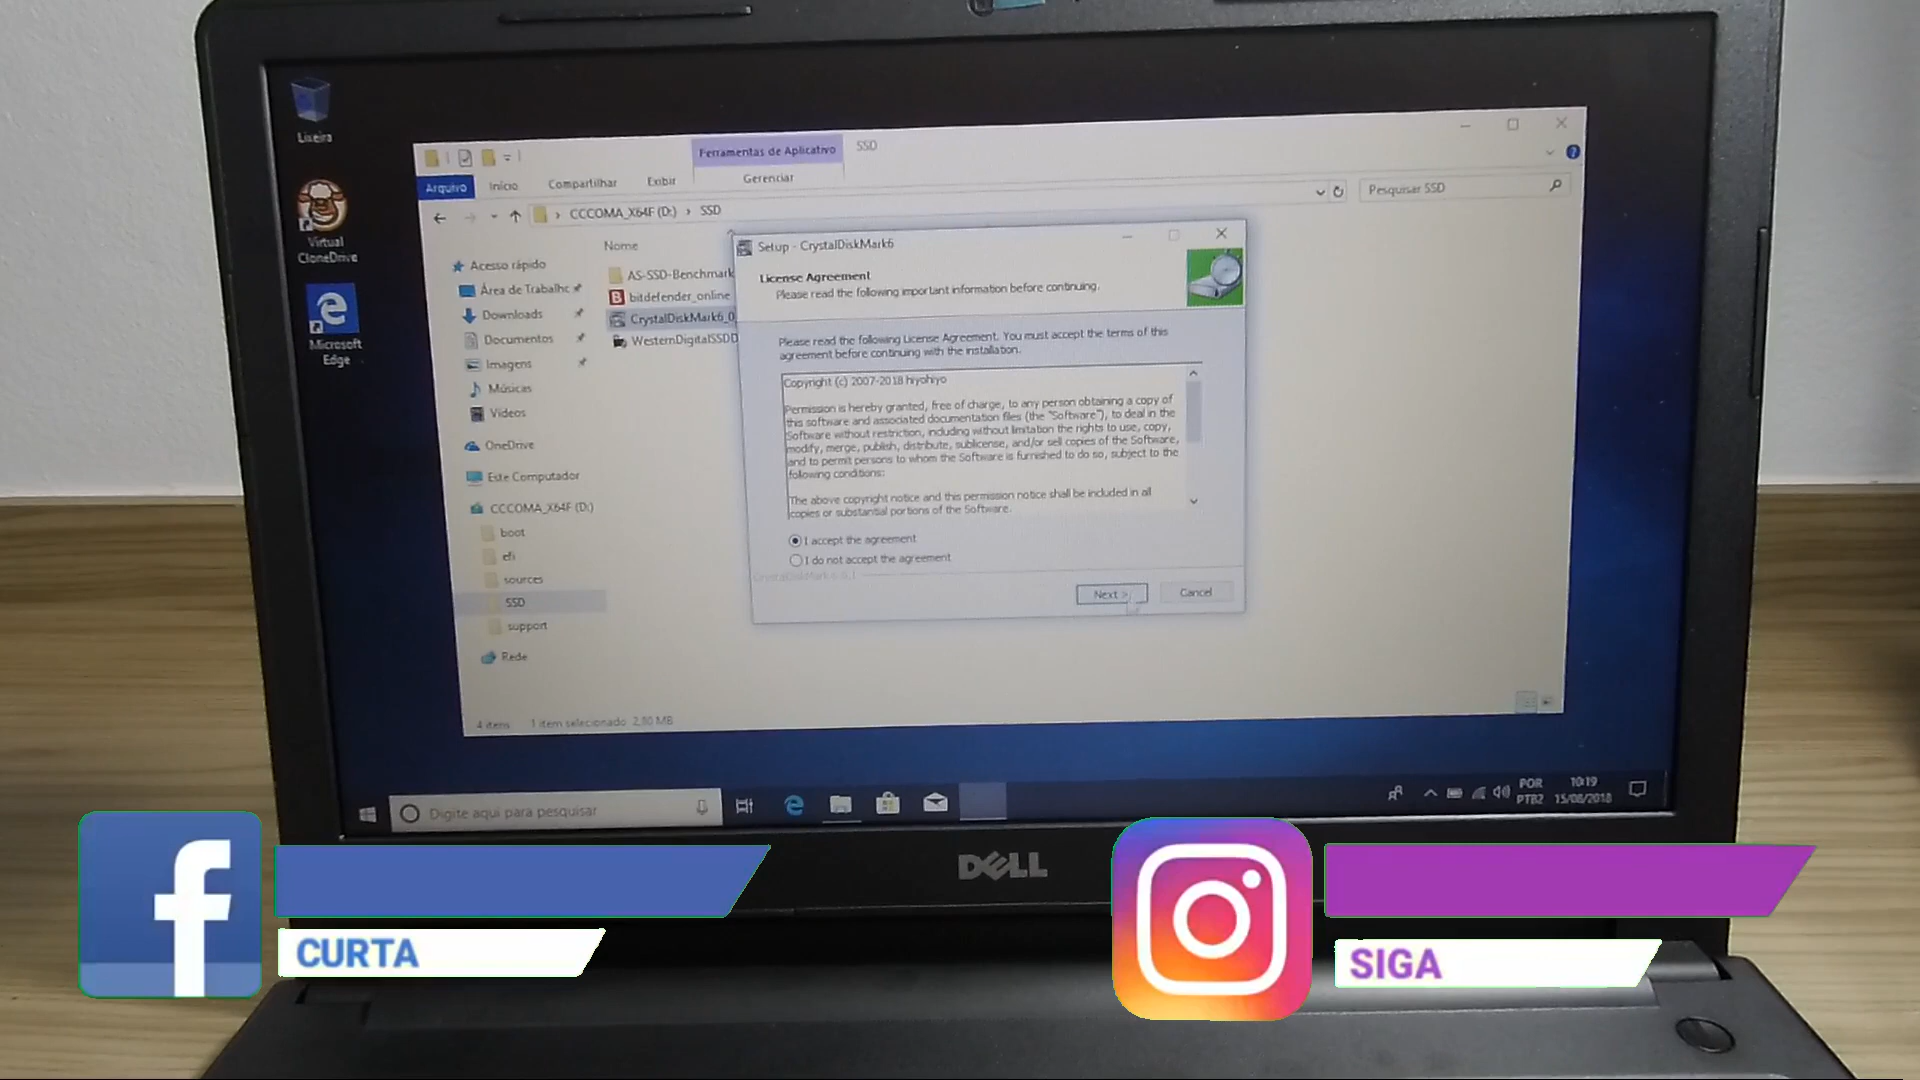 Lixeira
Virtual
CloneDrive
Microsoft
Edge
Ferramentas de Aplicativo
SSD
Arquivo
Início
Compartilhar
Exibir
Gerenciar
CCCOMA_X64F (D:) › SSD
Pesquisar SSD
Acesso rápido
Área de Trabalho
Downloads
Documentos
Imagens
Músicas
Vídeos
OneDrive
Este Computador
CCCOMA_X64F (D:)
boot
efi
sources
SSD
support
Rede
Nome
AS-SSD-Benchmark
bitdefender_online
CrystalDiskMark6_0
WesternDigitalSSDD
4 itens
1 item selecionado 2,80 MB
Setup - CrystalDiskMark6
License Agreement
Please read the following important information before continuing.
Please read the following License Agreement. You must accept the terms of this
agreement before continuing with the installation.
Copyright (c) 2007-2018 hiyohiyo
Permission is hereby granted, free of charge, to any person obtaining a copy of
this software and associated documentation files (the "Software"), to deal in the
Software without restriction, including without limitation the rights to use, copy,
modify, merge, publish, distribute, sublicense, and/or sell copies of the Software,
and to permit persons to whom the Software is furnished to do so, subject to the
following conditions:
The above copyright notice and this permission notice shall be included in all
copies or substantial portions of the Software.
I accept the agreement
I do not accept the agreement
Next >
Cancel
Digite aqui para pesquisar
POR
PTB2
10:19
15/08/2018
DELL
f
CURTA
SIGA